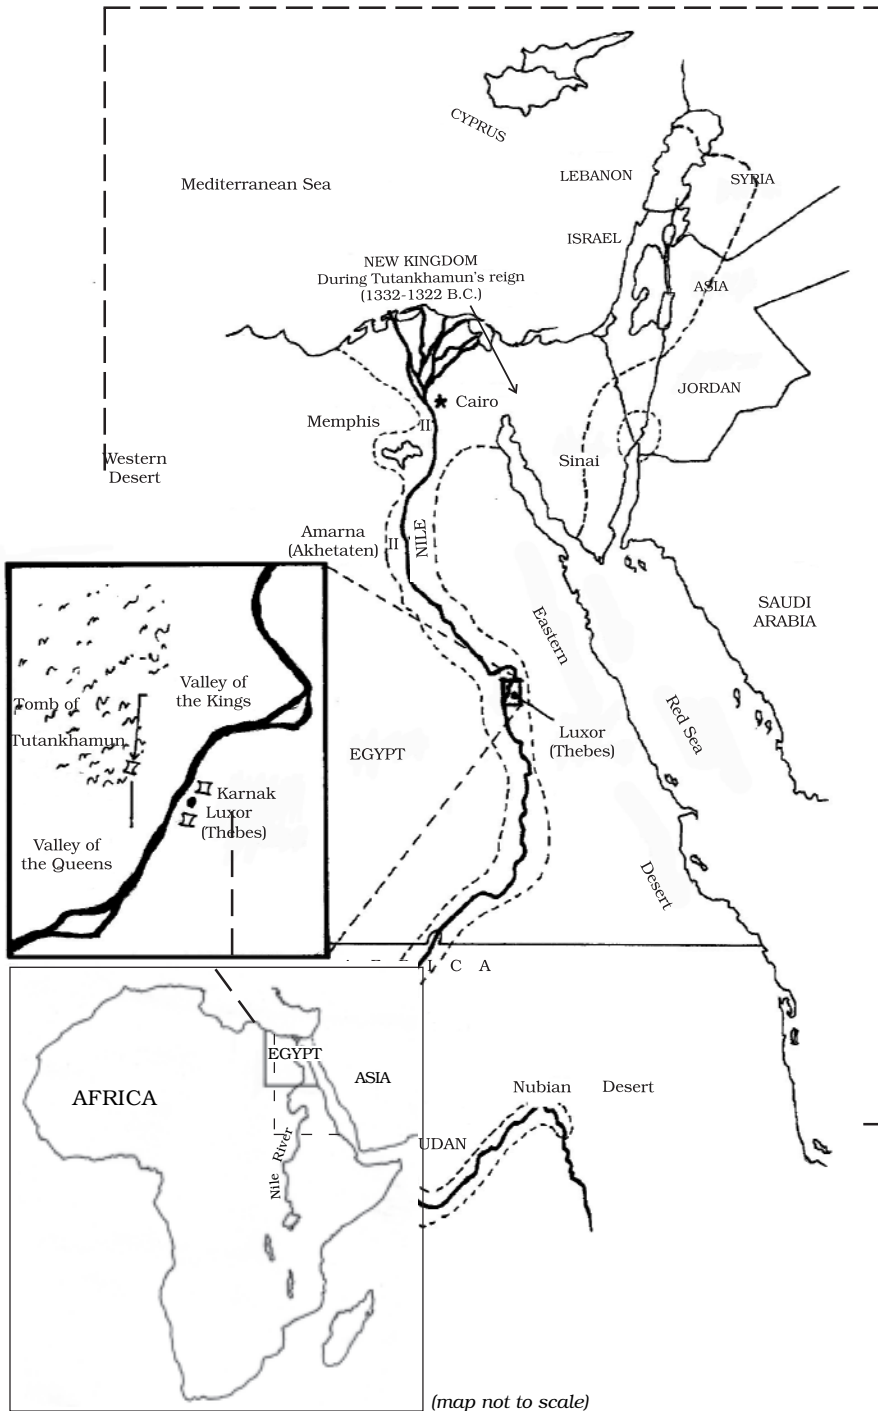 CYPRUS
LEBANON
SYRIA
Mediterranean Sea
ISRAEL
NEW KINGDOM
During Tutankhamun's reign
(1332-1322 B.C.)
ASIA
JORDAN
Cairo
Memphis
II
Sinai
Western
Desert
Amarna
(Akhetaten)
II
NILE
SAUDI
ARABIA
Eastern
Red Sea
Luxor
(Thebes)
EGYPT
Desert
Valley of
the Kings
Tomb of
Tutankhamun
Karnak
Luxor
(Thebes)
Valley of
the Queens
I C A
EGYPT
ASIA
AFRICA
Nile River
Nubian Desert
UDAN
(map not to scale)